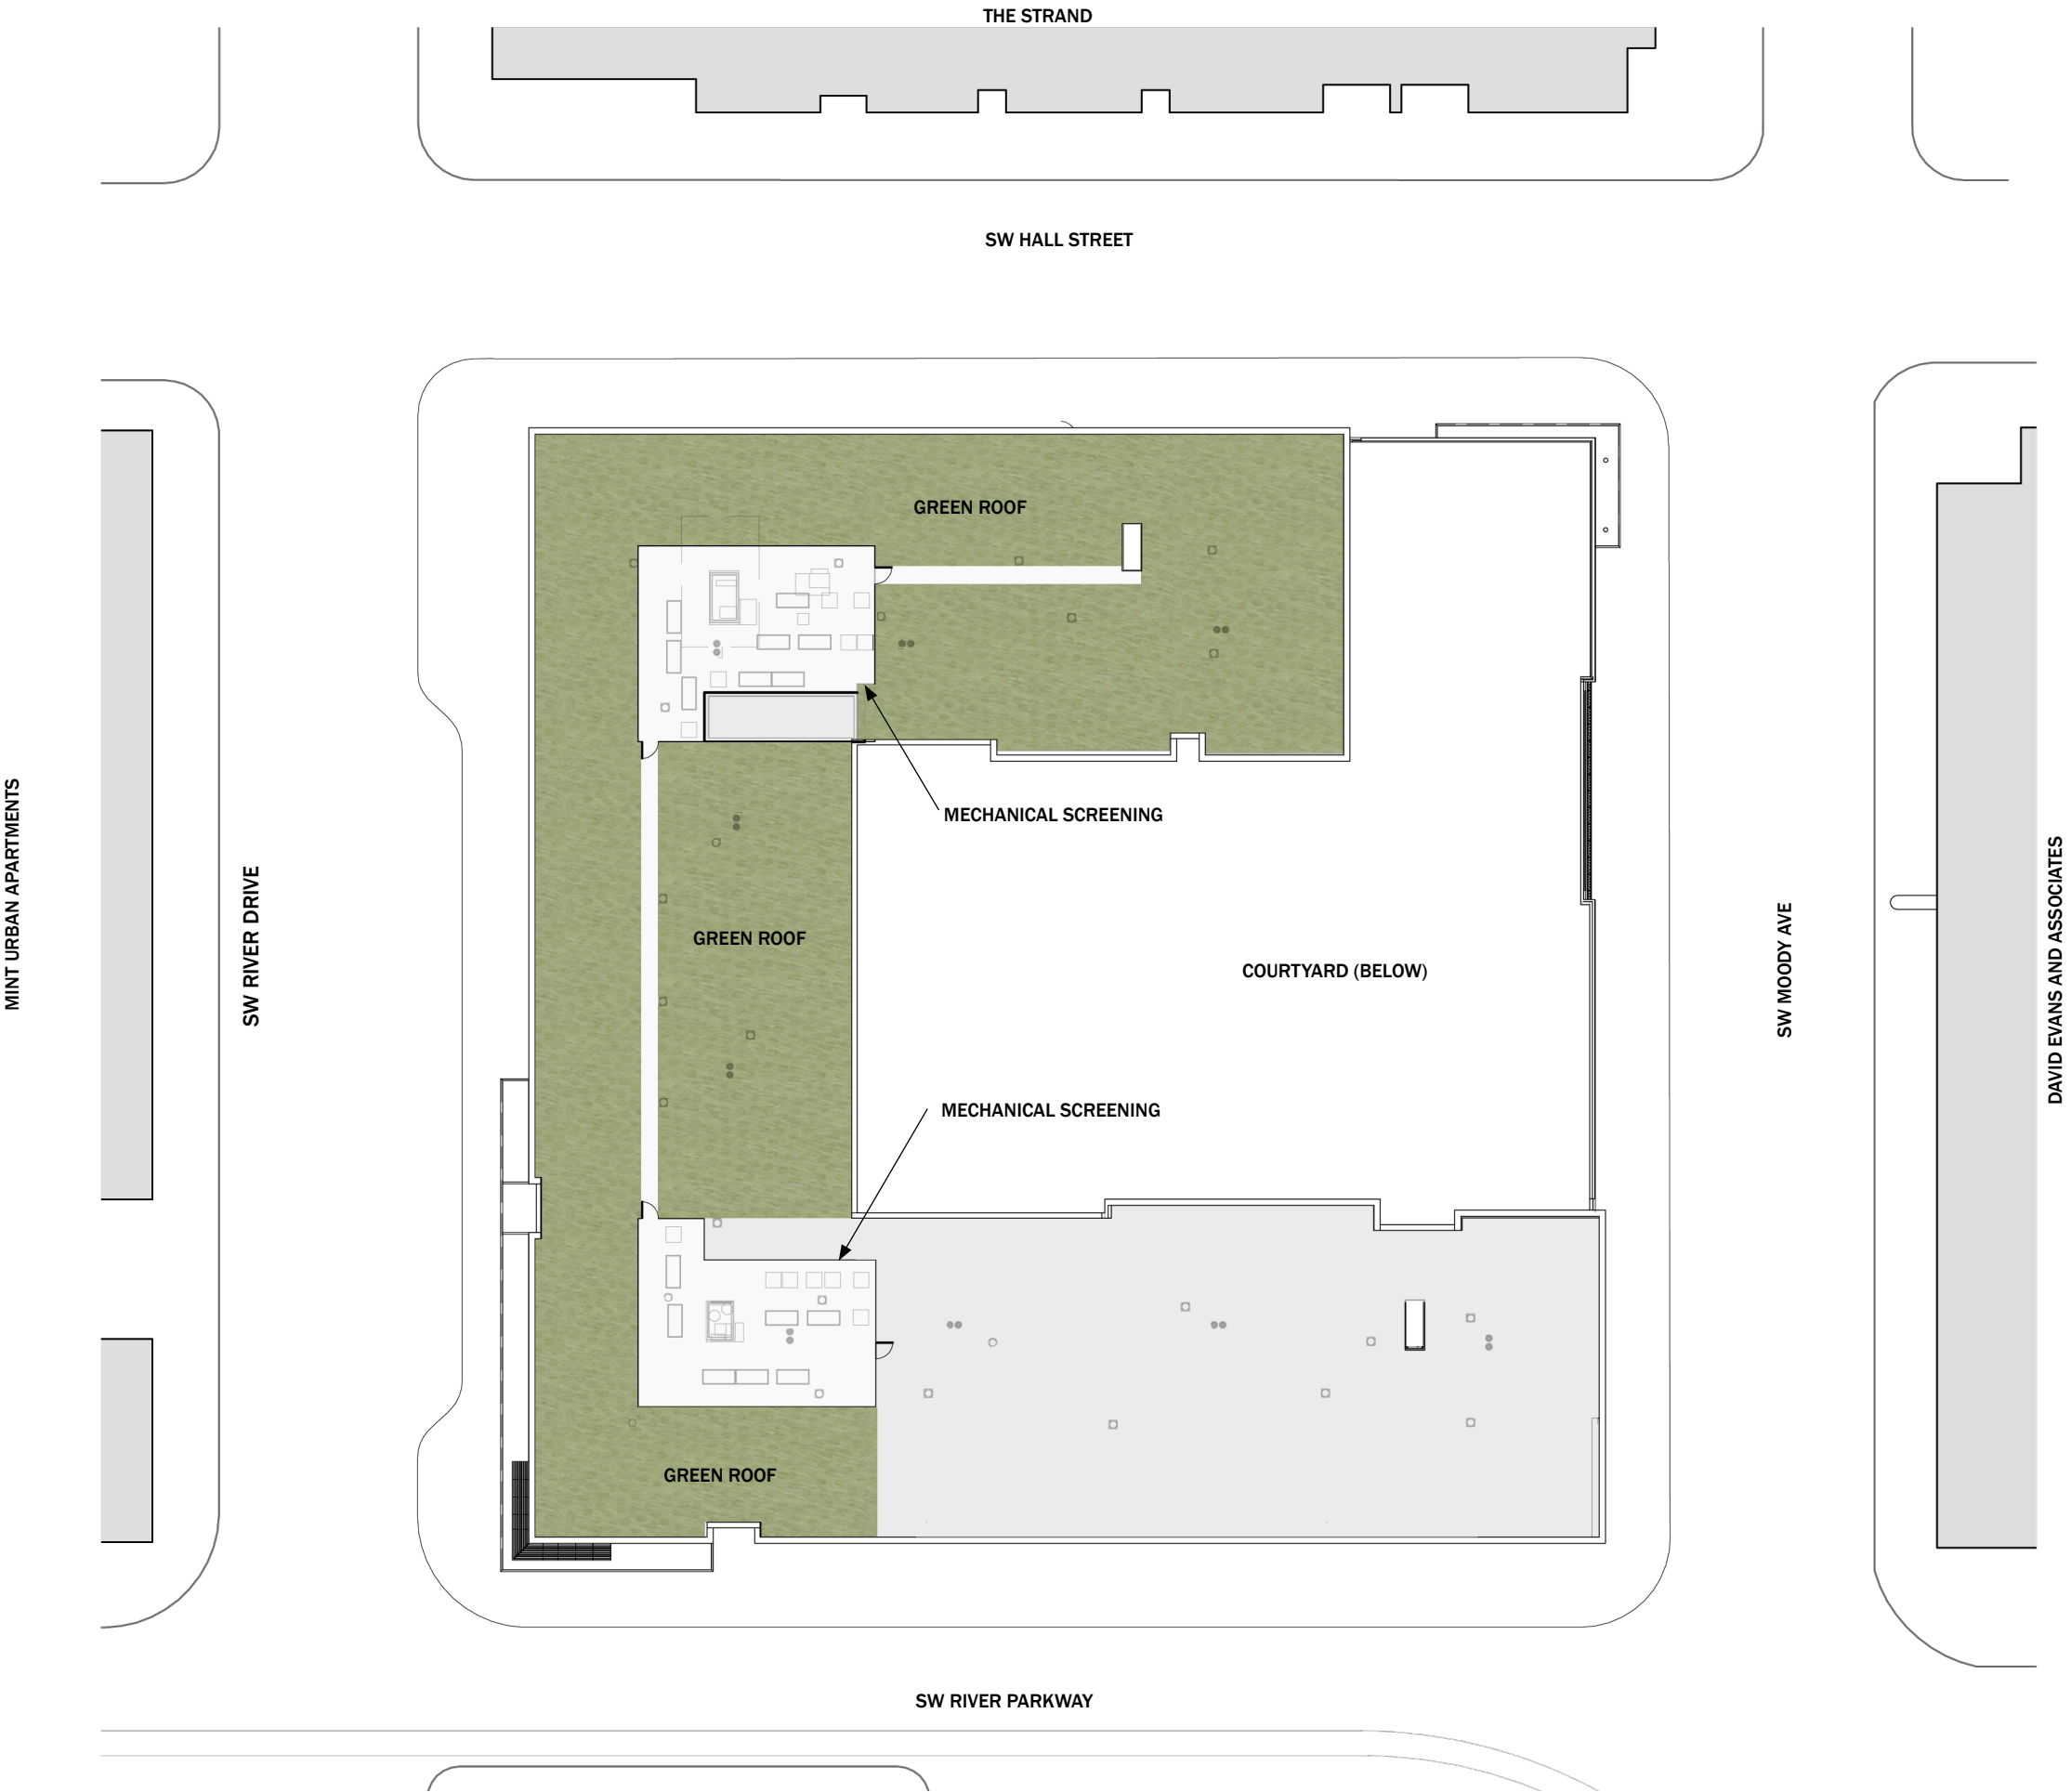 THE STRAND
SW HALL STREET
GREEN ROOF
MECHANICAL SCREENING
MINT URBAN APARTMENTS
SW RIVER DRIVE
GREEN ROOF
COURTYARD (BELOW)
SW MOODY AVE
DAVID EVANS AND ASSOCIATES
MECHANICAL SCREENING
GREEN ROOF
SW RIVER PARKWAY